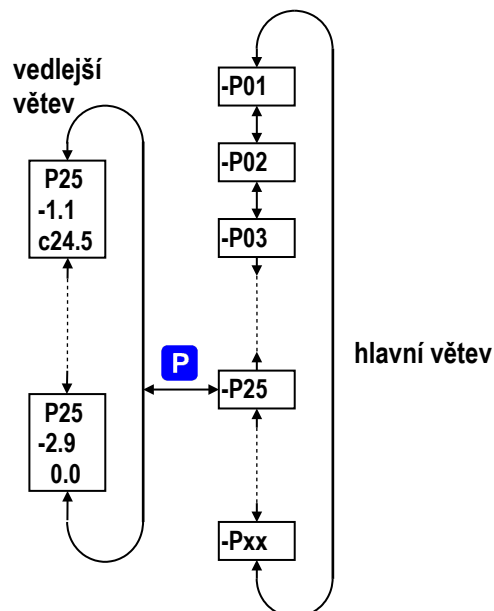 vedlejší
větev
P25
-1.1
c24.5
P25
-2.9
0.0
P
-P01
-P02
-P03
-P25
-Pxx
hlavní větev